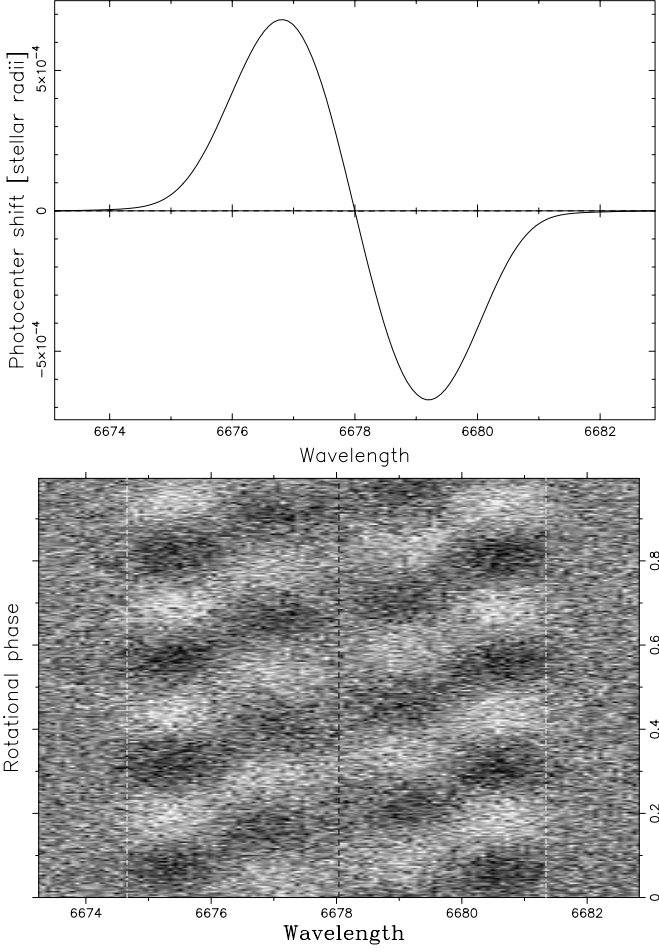 Photocenter shift [stellar radii]
5×10⁻⁴
0
−5×10⁻⁴
6674 6676 6678 6680 6682
Wavelength
Rotational phase
0.8
0.6
0.4
0.2
0
6674 6676 6678 6680 6682
Wavelength